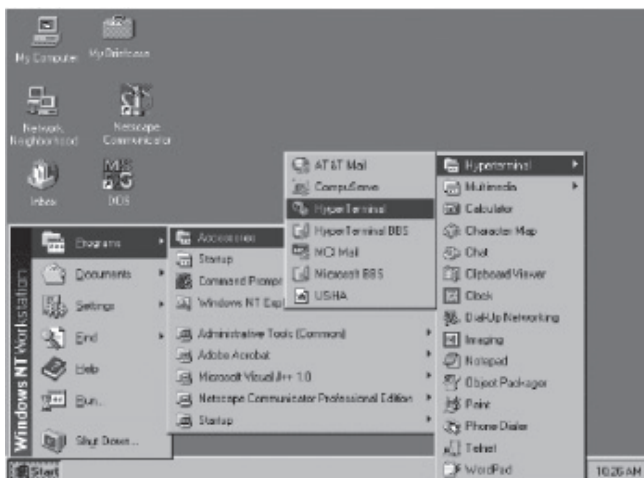 My Computer
My Briefcase
Network Neighborhood
Netscape Communicator
Inbox
DOS
Windows NT Workstation
Programs
Documents
Settings
Find
Help
Run...
Shut Down...
Accessories
Startup
Command Promp
Windows NT Exp
Administrative Tools (Common)
Adobe Acrobat
Microsoft Visual J++ 1.0
Netscape Communicator Professional Edition
Startup
AT&T Mail
CompuServe
HyperTerminal
HyperTerminal BBS
MCI Mail
Microsoft BBS
USHA
Hyperterminal
Multimedia
Calculator
Character Map
Chat
Clipboard Viewer
Clock
Dial-Up Networking
Imaging
Notepad
Object Packager
Paint
Phone Dialer
Telnet
WordPad
Start
10:26 AM